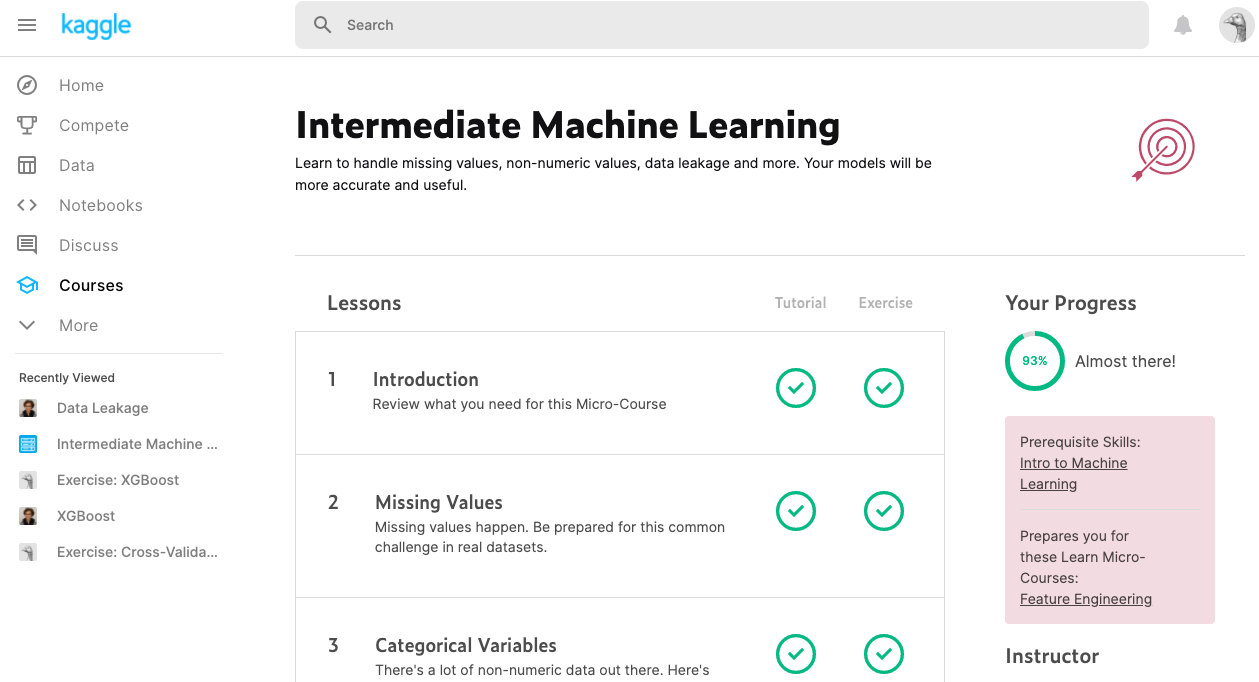 kaggle
Search
Home
Compete
Data
Notebooks
Discuss
Courses
More
Recently Viewed
Data Leakage
Intermediate Machine ...
Exercise: XGBoost
XGBoost
Exercise: Cross-Valida...
Intermediate Machine Learning
Learn to handle missing values, non-numeric values, data leakage and more. Your models will be
more accurate and useful.
Lessons
Tutorial
Exercise
1
Introduction
Review what you need for this Micro-Course
2
Missing Values
Missing values happen. Be prepared for this common
challenge in real datasets.
3
Categorical Variables
There's a lot of non-numeric data out there. Here's
Your Progress
93%
Almost there!
Prerequisite Skills:
Intro to Machine
Learning
Prepares you for
these Learn Micro-
Courses:
Feature Engineering
Instructor